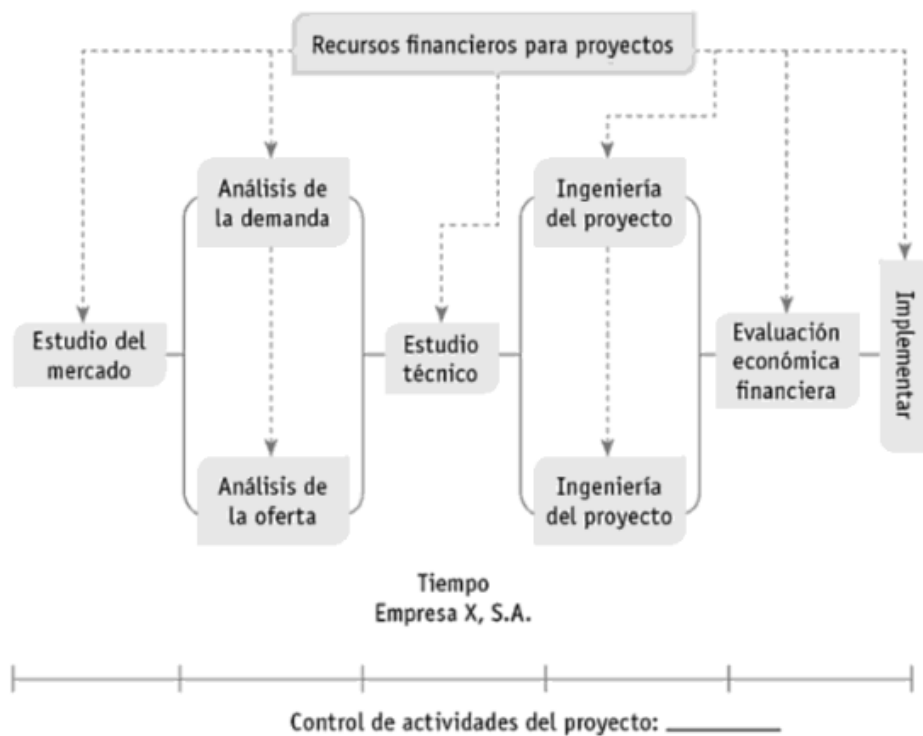 Recursos financieros para proyectos
Análisis de
la demanda
Ingeniería
del proyecto
Estudio del
mercado
Estudio
técnico
Evaluación
económica
financiera
Implementar
Análisis de
la oferta
Ingeniería
del proyecto
Tiempo
Empresa X, S.A.
Control de actividades del proyecto: ________